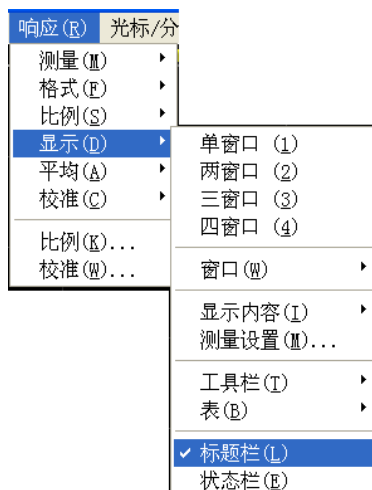 响应(R) 光标/分
测量(M)
格式(F)
比例(S)
显示(D)
平均(A)
校准(C)
比例(K)...
校准(W)...
单窗口 (1)
两窗口 (2)
三窗口 (3)
四窗口 (4)
窗口(W)
显示内容(I)
测量设置(M)...
工具栏(T)
表(B)
✓ 标题栏(L)
状态栏(E)